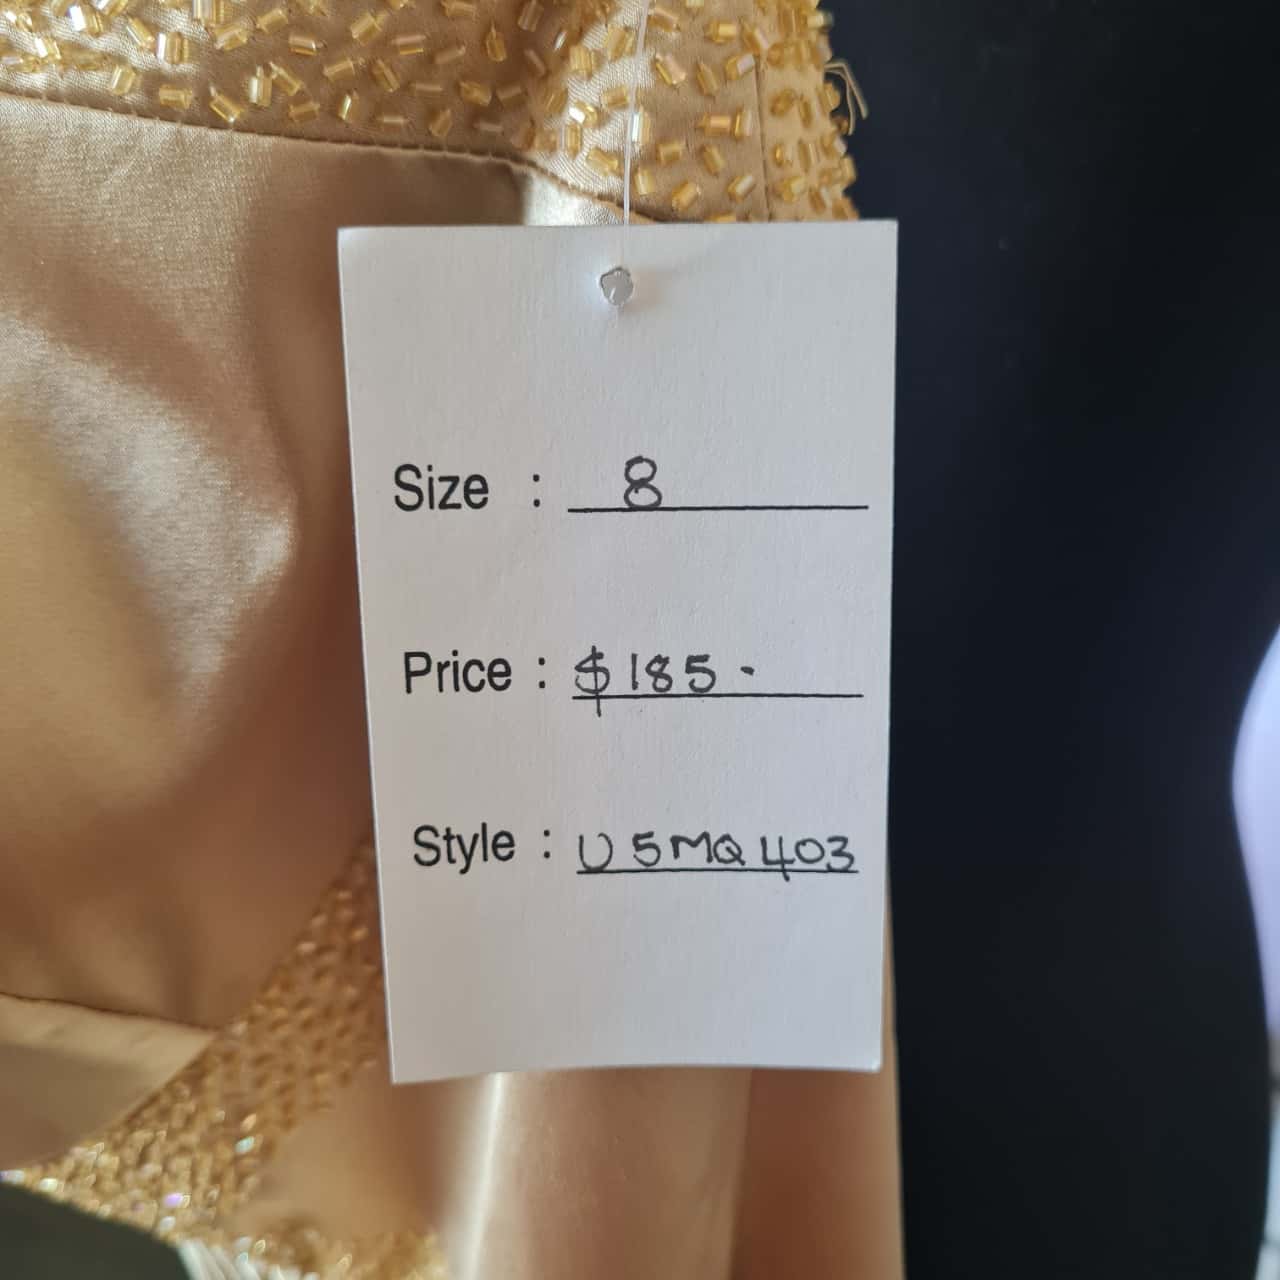 Size : 8
Price : $185-
Style : U5MQ403